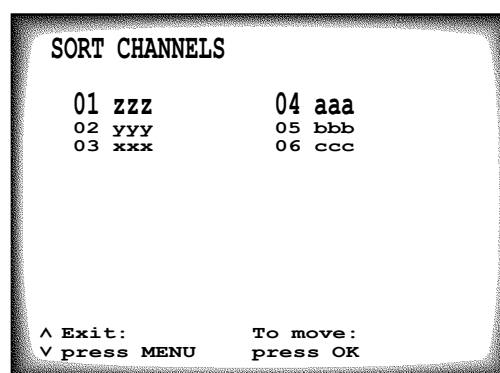 SORT CHANNELS
01 zzz 04 aaa
02 yyy 05 bbb
03 xxx 06 ccc
^ Exit: To move:
v press MENU press OK